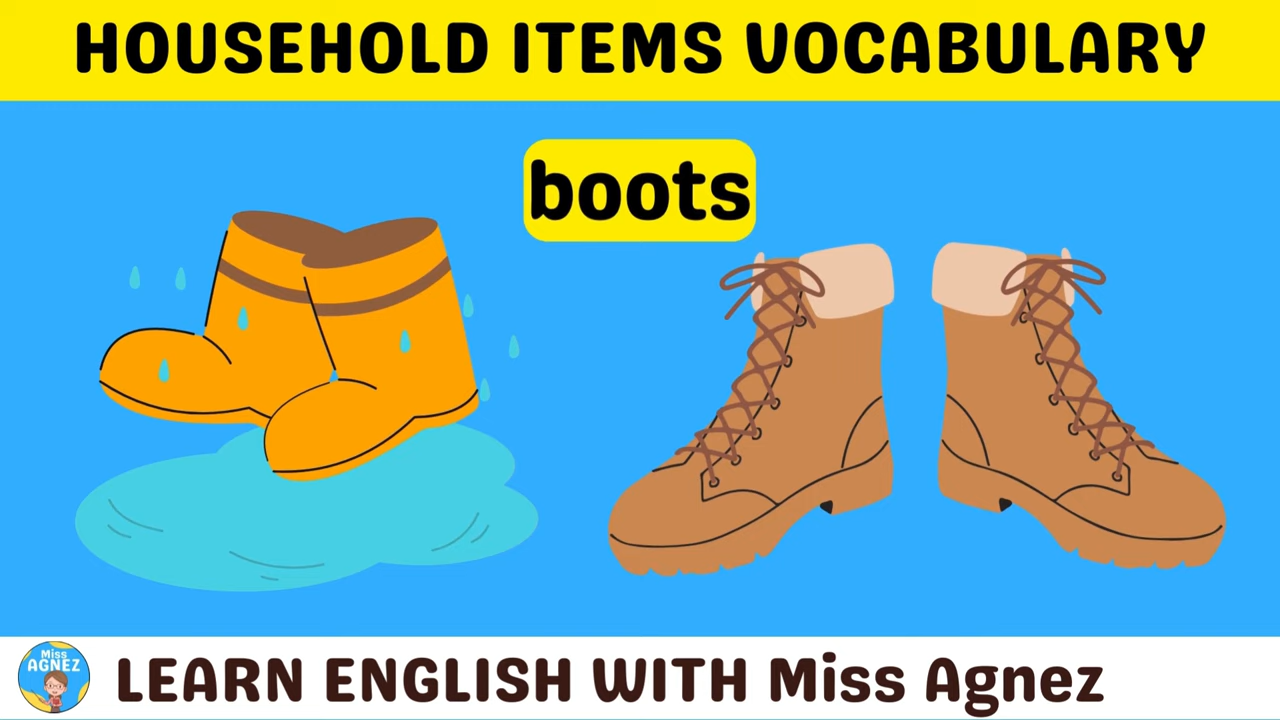 HOUSEHOLD ITEMS VOCABULARY
boots
Miss
AGNEZ
LEARN ENGLISH WITH Miss Agnez